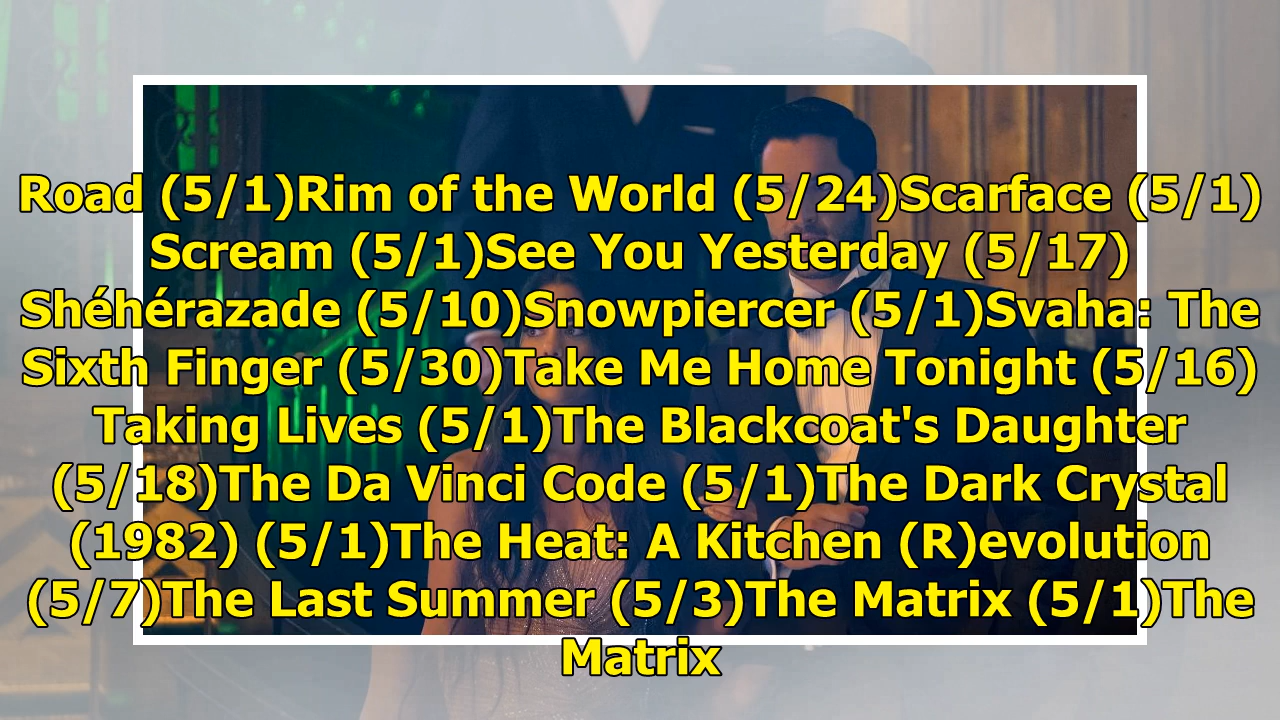 Road (5/1)Rim of the World (5/24)Scarface (5/1)
Scream (5/1)See You Yesterday (5/17)
Shéhérazade (5/10)Snowpiercer (5/1)Svaha: The
Sixth Finger (5/30)Take Me Home Tonight (5/16)
Taking Lives (5/1)The Blackcoat's Daughter
(5/18)The Da Vinci Code (5/1)The Dark Crystal
(1982) (5/1)The Heat: A Kitchen (R)evolution
(5/7)The Last Summer (5/3)The Matrix (5/1)The
Matrix